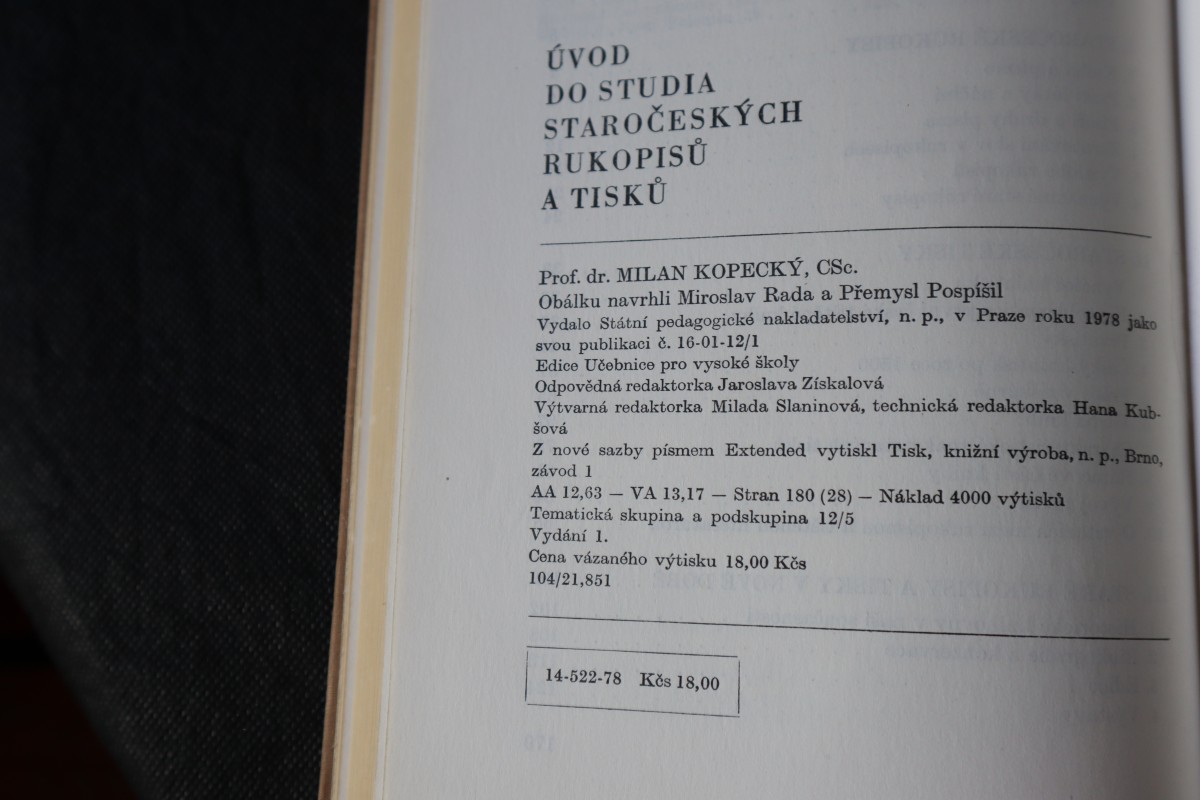 ÚVOD
DO STUDIA
STAROČESKÝCH
RUKOPISŮ
A TISKŮ
Prof. dr. MILAN KOPECKÝ, CSc.
Obálku navrhli Miroslav Rada a Přemysl Pospíšil
Vydalo Státní pedagogické nakladatelství, n. p., v Praze roku 1978 jako
svou publikaci č. 16-01-12/1
Edice Učebnice pro vysoké školy
Odpovědná redaktorka Jaroslava Získalová
Výtvarná redaktorka Milada Slaninová, technická redaktorka Hana Kub-
šová
Z nové sazby písmem Extended vytiskl Tisk, knižní výroba, n. p., Brno,
závod 1
AA 12,63 — VA 13,17 — Stran 180 (28) — Náklad 4000 výtisků
Tematická skupina a podskupina 12/5
Vydání 1.
Cena vázaného výtisku 18,00 Kčs
104/21,851
14-522-78 Kčs 18,00